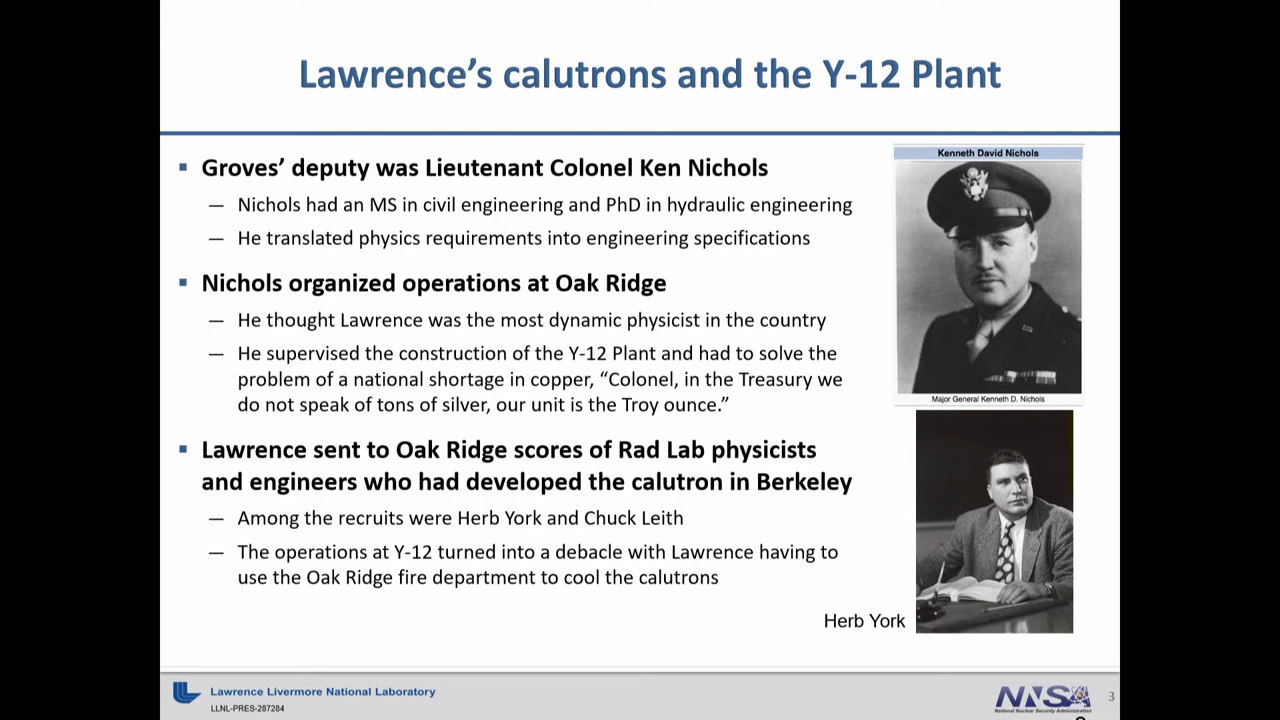 Lawrence’s calutrons and the Y-12 Plant
▪ Groves’ deputy was Lieutenant Colonel Ken Nichols
— Nichols had an MS in civil engineering and PhD in hydraulic engineering
— He translated physics requirements into engineering specifications
▪ Nichols organized operations at Oak Ridge
— He thought Lawrence was the most dynamic physicist in the country
— He supervised the construction of the Y-12 Plant and had to solve the
problem of a national shortage in copper, “Colonel, in the Treasury we
do not speak of tons of silver, our unit is the Troy ounce.”
▪ Lawrence sent to Oak Ridge scores of Rad Lab physicists
and engineers who had developed the calutron in Berkeley
— Among the recruits were Herb York and Chuck Leith
— The operations at Y-12 turned into a debacle with Lawrence having to
use the Oak Ridge fire department to cool the calutrons
Kenneth David Nichols
Major General Kenneth D. Nichols
Herb York
Lawrence Livermore National Laboratory
LLNL-PRES-287284
NNSA
National Nuclear Security Administration
3